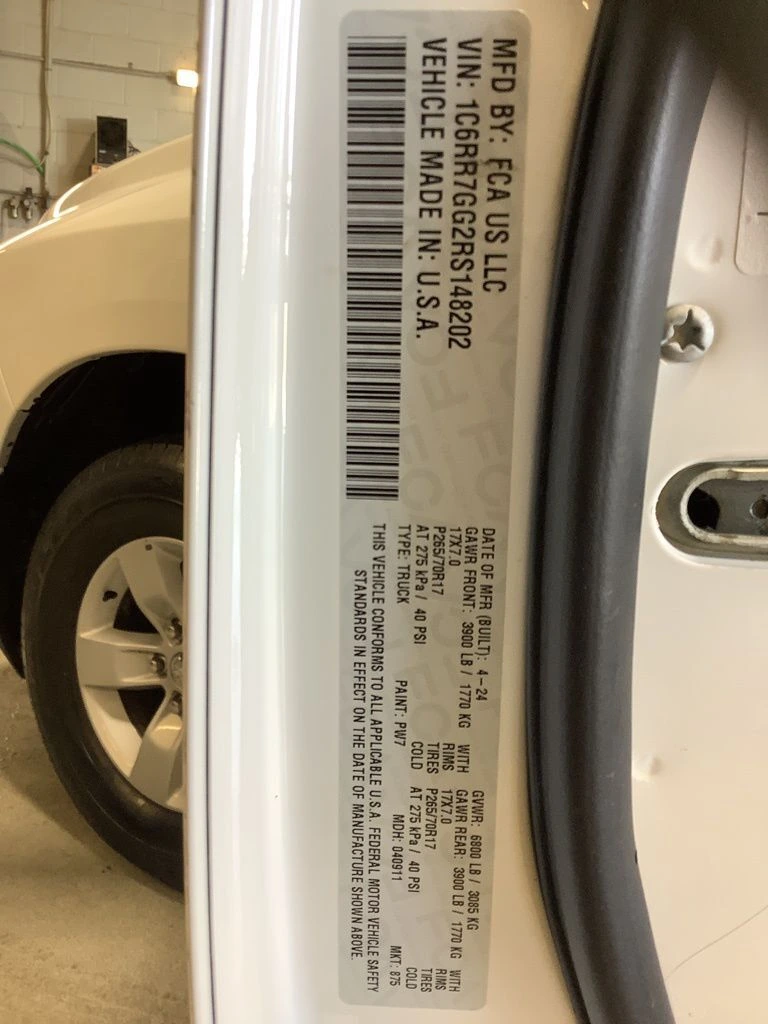 MFD BY: FCA US LLC
VIN: 1C6RR7GG2RS148202
VEHICLE MADE IN: U.S.A.
DATE OF MFR (BUILT): 4-24 GVWR: 6800 LB / 3085 KG
GAWR FRONT: 3900 LB / 1770 KG WITH GAWR REAR: 3900 LB / 1770 KG WITH
17X7.0 RIMS 17X7.0 RIMS
P265/70R17 TIRES P265/70R17 TIRES
AT 275 kPa / 40 PSI COLD AT 275 kPa / 40 PSI COLD
TYPE: TRUCK PAINT: PW7 MDH: 040911 MKT: 875
THIS VEHICLE CONFORMS TO ALL APPLICABLE U.S.A. FEDERAL MOTOR VEHICLE SAFETY
STANDARDS IN EFFECT ON THE DATE OF MANUFACTURE SHOWN ABOVE.